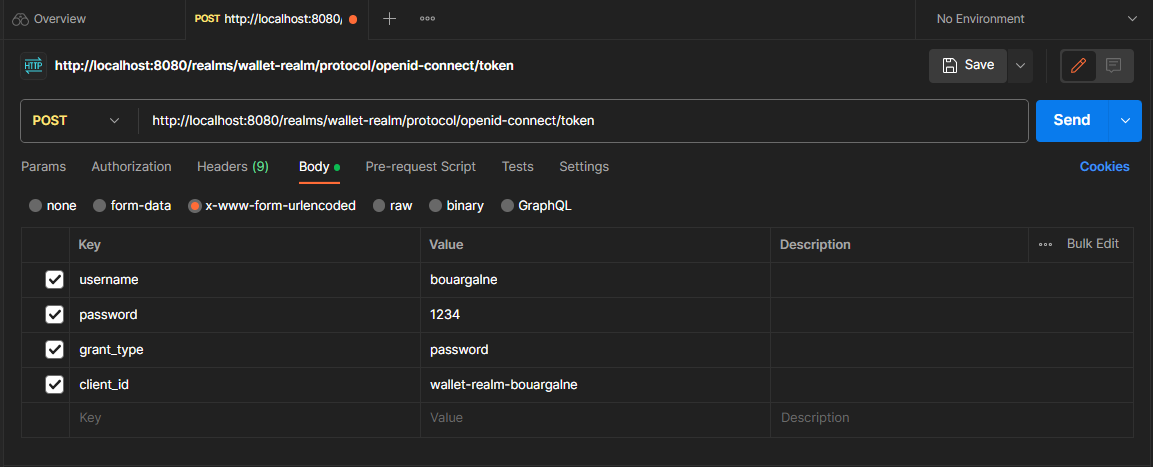 Overview
POST http://localhost:8080/
No Environment
HTTP http://localhost:8080/realms/wallet-realm/protocol/openid-connect/token
Save
POST http://localhost:8080/realms/wallet-realm/protocol/openid-connect/token
Send
Params Authorization Headers (9) Body Pre-request Script Tests Settings Cookies
none form-data x-www-form-urlencoded raw binary GraphQL
Key Value Description Bulk Edit
username bouargalne
password 1234
grant_type password
client_id wallet-realm-bouargalne
Key Value Description